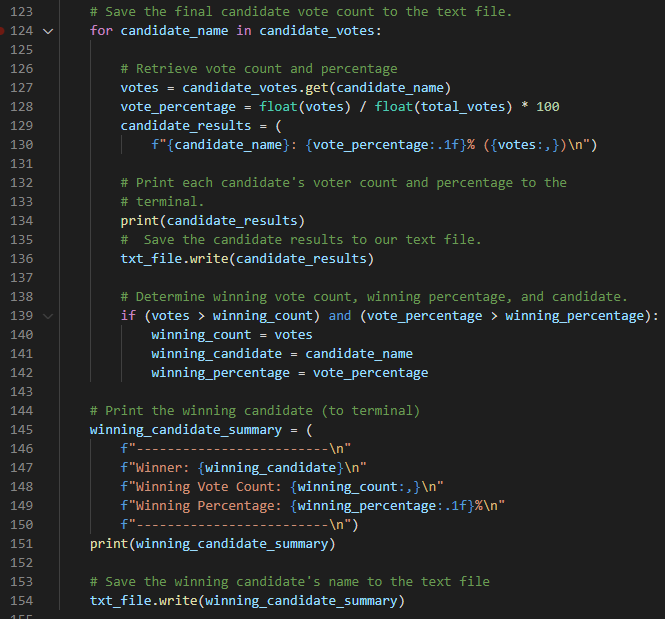 123 # Save the final candidate vote count to the text file.
124 for candidate_name in candidate_votes:
125
126 # Retrieve vote count and percentage
127 votes = candidate_votes.get(candidate_name)
128 vote_percentage = float(votes) / float(total_votes) * 100
129 candidate_results = (
130 f"{candidate_name}: {vote_percentage:.1f}% ({votes:,})\n")
131
132 # Print each candidate's voter count and percentage to the
133 # terminal.
134 print(candidate_results)
135 #  Save the candidate results to our text file.
136 txt_file.write(candidate_results)
137
138 # Determine winning vote count, winning percentage, and candidate.
139 if (votes > winning_count) and (vote_percentage > winning_percentage):
140 winning_count = votes
141 winning_candidate = candidate_name
142 winning_percentage = vote_percentage
143
144 # Print the winning candidate (to terminal)
145 winning_candidate_summary = (
146 f"-------------------------\n"
147 f"Winner: {winning_candidate}\n"
148 f"Winning Vote Count: {winning_count:,}\n"
149 f"Winning Percentage: {winning_percentage:.1f}%\n"
150 f"-------------------------\n")
151 print(winning_candidate_summary)
152
153 # Save the winning candidate's name to the text file
154 txt_file.write(winning_candidate_summary)